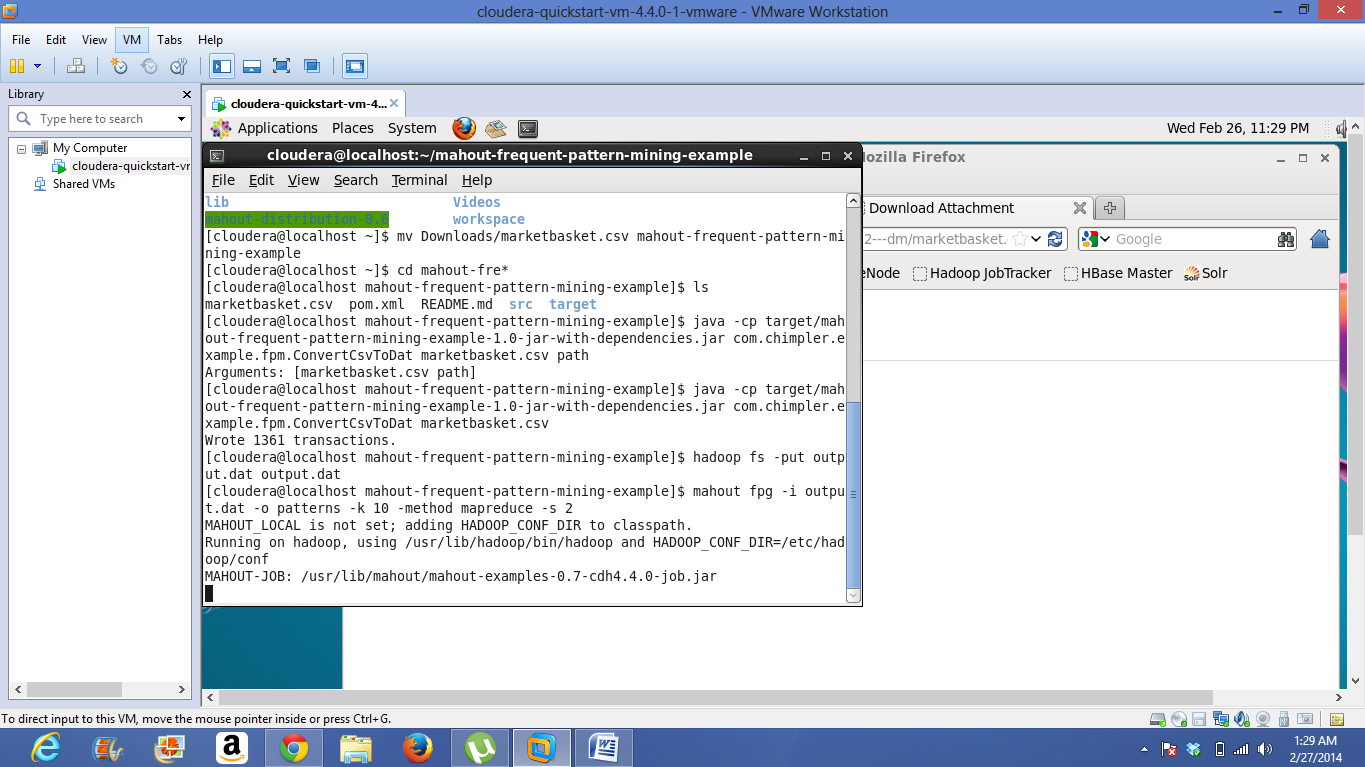 cloudera-quickstart-vm-4.4.0-1-vmware - VMware Workstation
File Edit View VM Tabs Help
Library
Type here to search
My Computer
cloudera-quickstart-vr
Shared VMs
cloudera-quickstart-vm-4...
Applications Places System
Wed Feb 26, 11:29 PM
cloudera@localhost:~/mahout-frequent-pattern-mining-example
File Edit View Search Terminal Help
lib Videos
mahout-distribution-0.6 workspace
[cloudera@localhost ~]$ mv Downloads/marketbasket.csv mahout-frequent-pattern-mi
ning-example
[cloudera@localhost ~]$ cd mahout-fre*
[cloudera@localhost mahout-frequent-pattern-mining-example]$ ls
marketbasket.csv pom.xml README.md src target
[cloudera@localhost mahout-frequent-pattern-mining-example]$ java -cp target/mah
out-frequent-pattern-mining-example-1.0-jar-with-dependencies.jar com.chimpler.e
xample.fpm.ConvertCsvToDat marketbasket.csv path
Arguments: [marketbasket.csv path]
[cloudera@localhost mahout-frequent-pattern-mining-example]$ java -cp target/mah
out-frequent-pattern-mining-example-1.0-jar-with-dependencies.jar com.chimpler.e
xample.fpm.ConvertCsvToDat marketbasket.csv
Wrote 1361 transactions.
[cloudera@localhost mahout-frequent-pattern-mining-example]$ hadoop fs -put outp
ut.dat output.dat
[cloudera@localhost mahout-frequent-pattern-mining-example]$ mahout fpg -i outpu
t.dat -o patterns -k 10 -method mapreduce -s 2
MAHOUT_LOCAL is not set; adding HADOOP_CONF_DIR to classpath.
Running on hadoop, using /usr/lib/hadoop/bin/hadoop and HADOOP_CONF_DIR=/etc/had
oop/conf
MAHOUT-JOB: /usr/lib/mahout/mahout-examples-0.7-cdh4.4.0-job.jar
ozilla Firefox
Download Attachment
2---dm/marketbasket.
Google
eNode Hadoop JobTracker HBase Master Solr
To direct input to this VM, move the mouse pointer inside or press Ctrl+G.
1:29 AM
2/27/2014